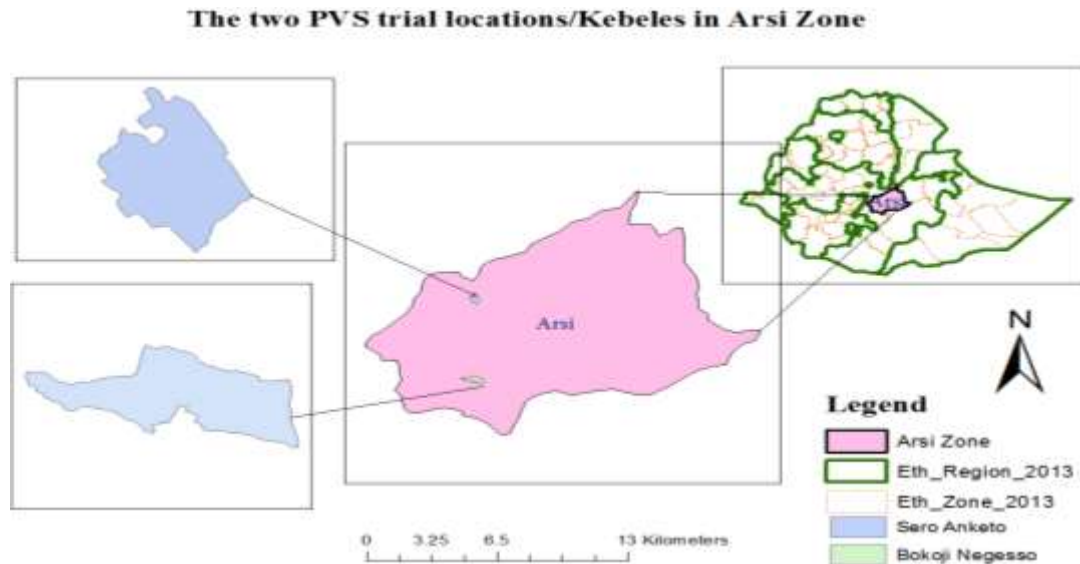 The two PVS trial locations/Kebeles in Arsi Zone
Arsi
N
Legend
Arsi Zone
Eth_Region_2013
Eth_Zone_2013
Sero Anketo
Bokoji Negesso
0 3.25 6.5 13 Kilometers